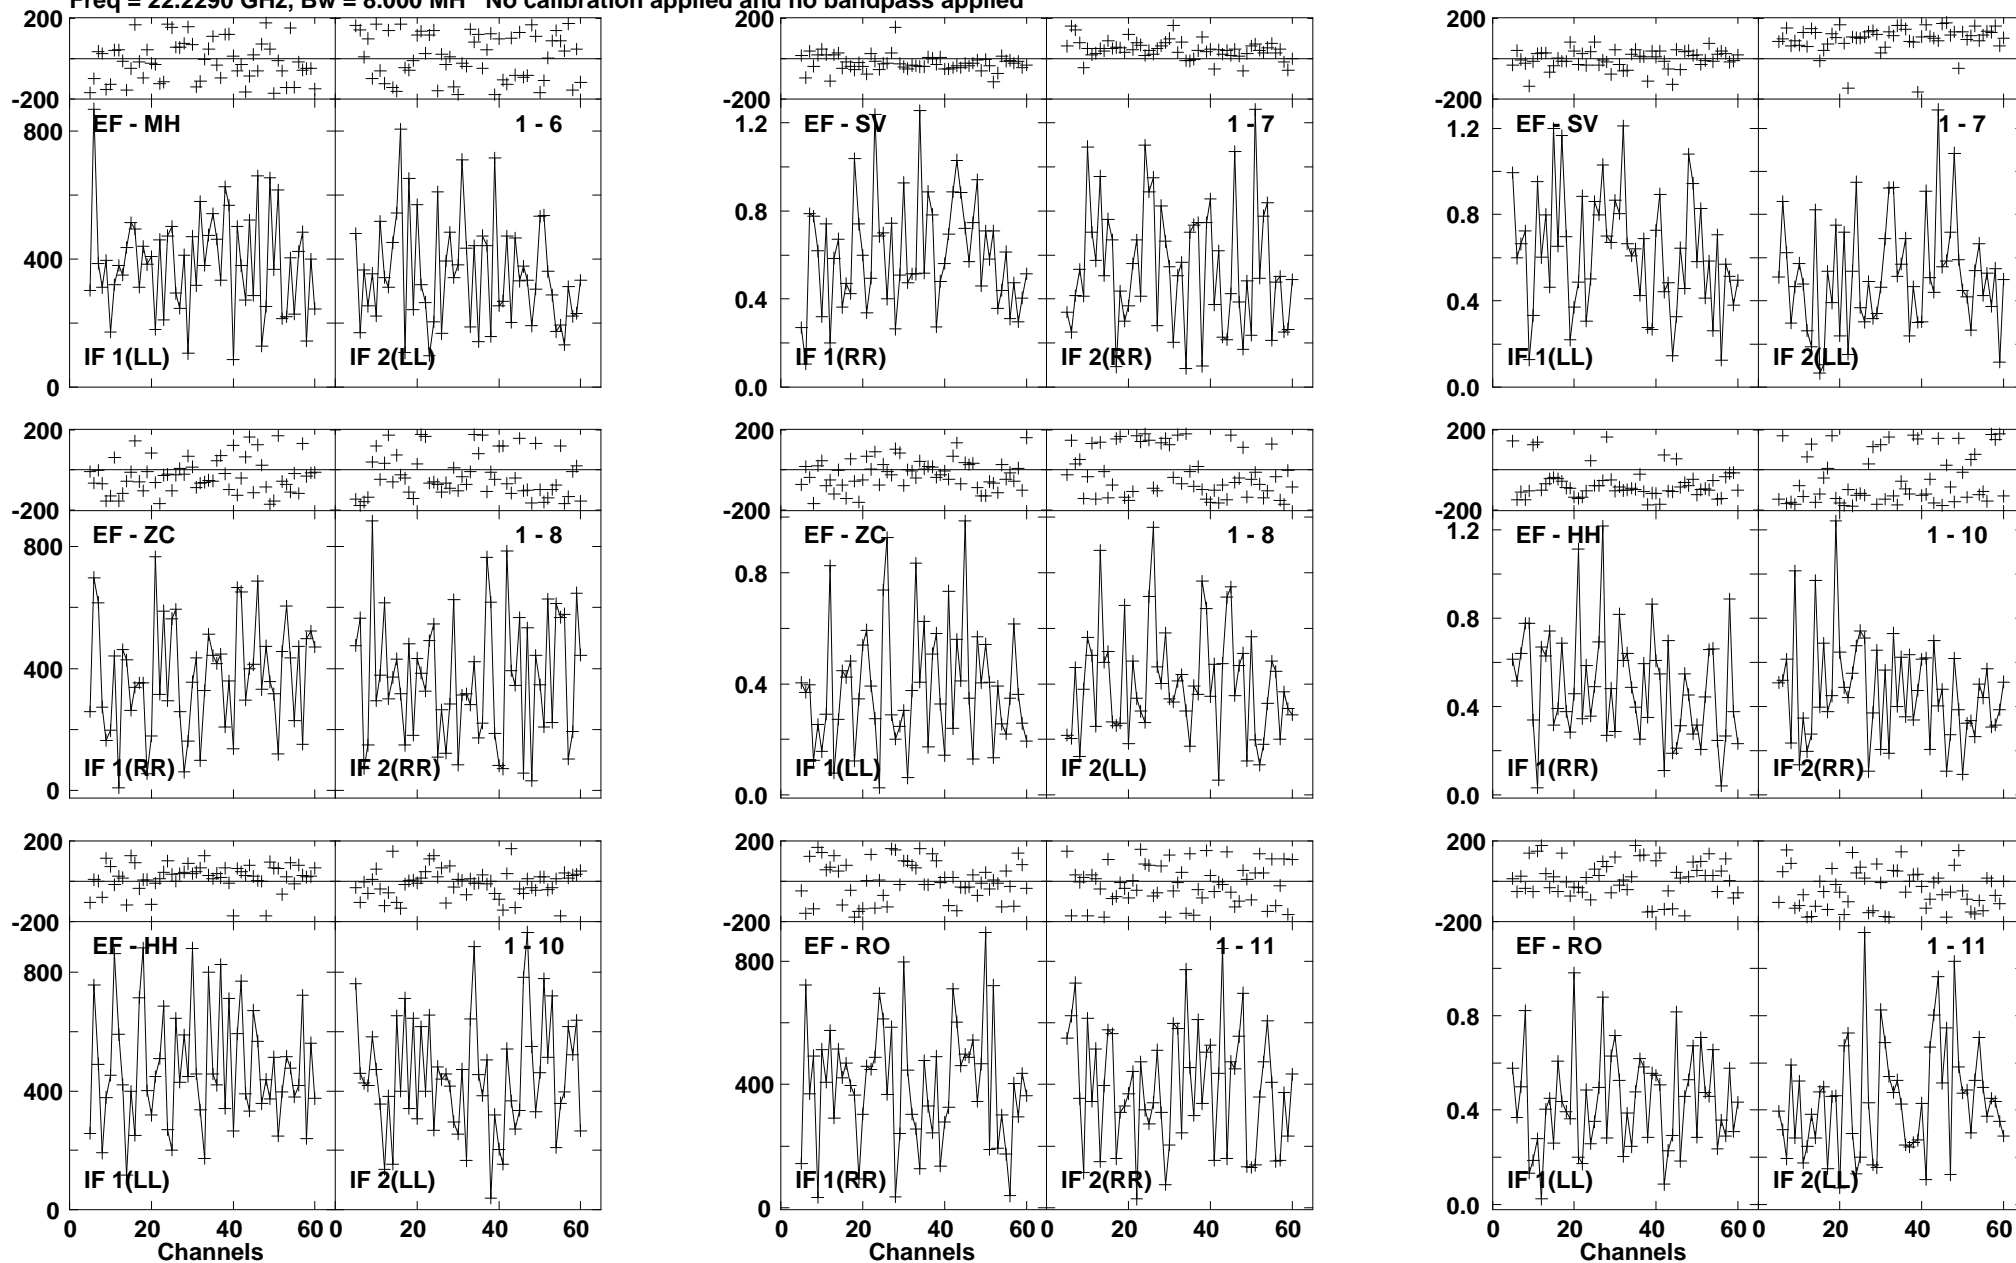 Freq = 22.2290 GHz, Bw = 8.000 MH No calibration applied and no bandpass applied
200
-200
800
400
0
EF - MH
1 - 6
IF 1(LL)
IF 2(LL)
200
-200
1.2
0.8
0.4
0.0
EF - SV
1 - 7
IF 1(RR)
IF 2(RR)
200
-200
1.2
0.8
0.4
0.0
EF - SV
1 - 7
IF 1(LL)
IF 2(LL)
200
-200
800
400
0
EF - ZC
1 - 8
IF 1(RR)
IF 2(RR)
200
-200
0.8
0.4
0.0
EF - ZC
1 - 8
IF 1(LL)
IF 2(LL)
200
-200
1.2
0.8
0.4
0.0
EF - HH
1 - 10
IF 1(RR)
IF 2(RR)
200
-200
800
400
0
EF - HH
1 - 10
IF 1(LL)
IF 2(LL)
0 20 40 60 0 20 40 60
Channels
200
-200
800
400
0
EF - RO
1 - 11
IF 1(RR)
IF 2(RR)
0 20 40 60 0 20 40 60
Channels
200
-200
0.8
0.4
0.0
EF - RO
1 - 11
IF 1(LL)
IF 2(LL)
0 20 40 60 0 20 40 60
Channels